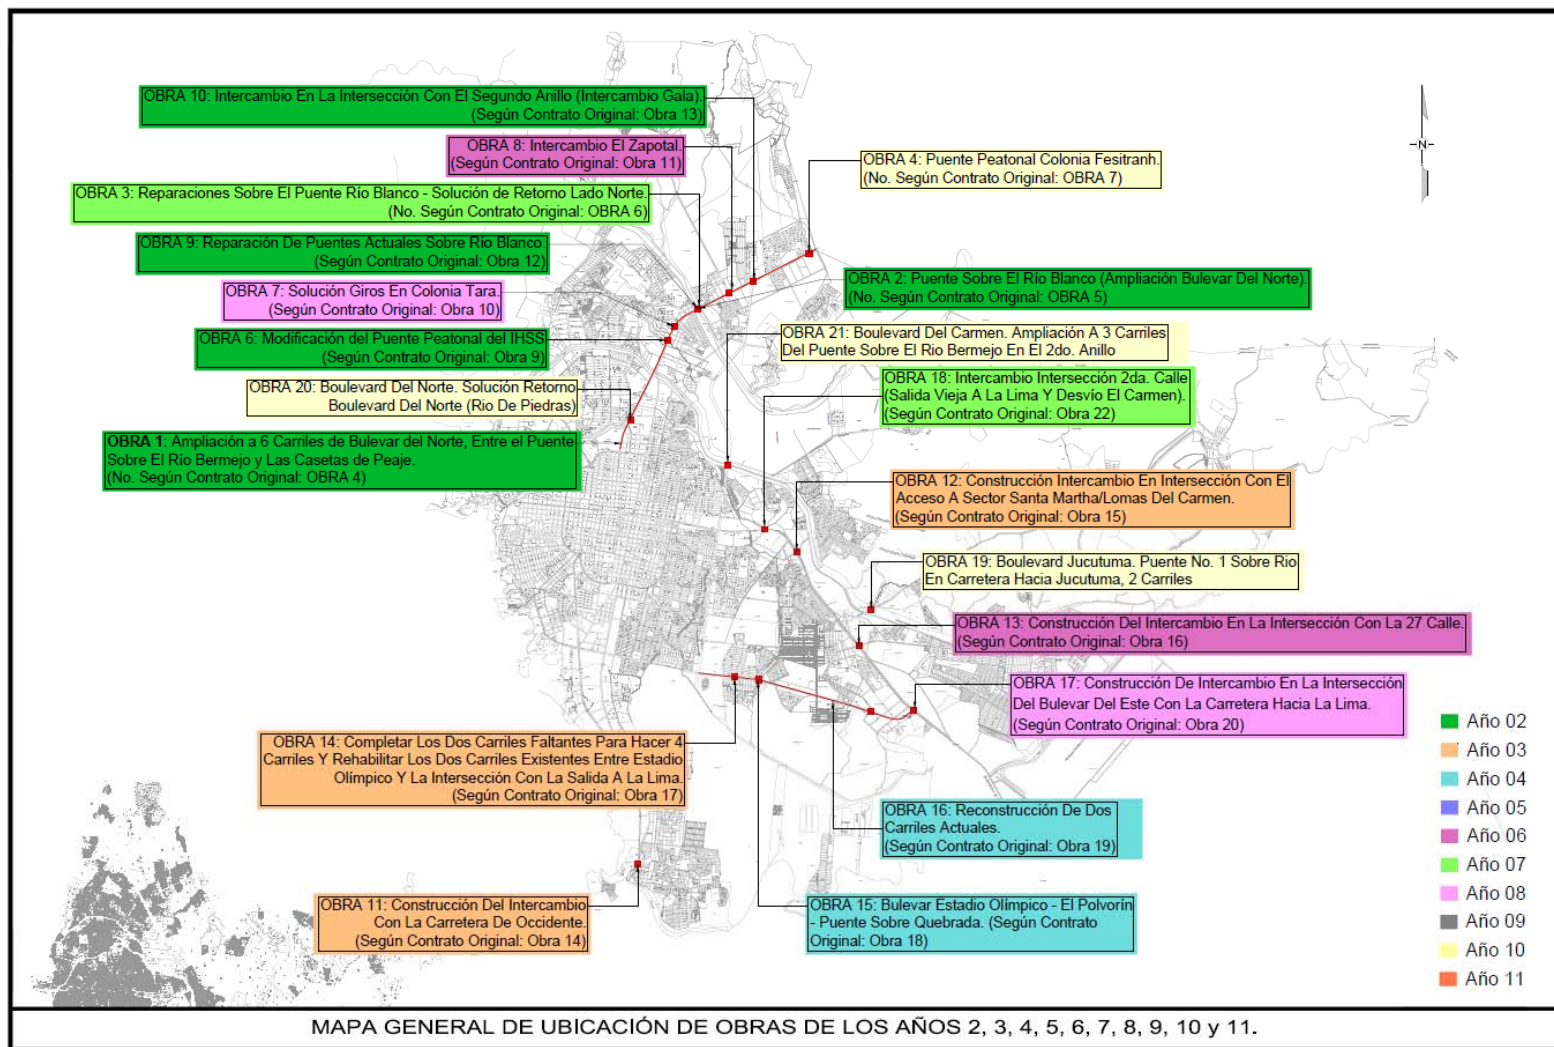 OBRA 10: Intercambio En La Intersección Con El Segundo Anillo (Intercambio Gala).
(Según Contrato Original: Obra 13)
OBRA 8: Intercambio El Zapotal.
(Según Contrato Original: Obra 11)
OBRA 4: Puente Peatonal Colonia Fesitranh.
(No. Según Contrato Original: OBRA 7)
N
OBRA 3: Reparaciones Sobre El Puente Río Blanco - Solución de Retorno Lado Norte.
(No. Según Contrato Original: OBRA 6)
OBRA 9: Reparación De Puentes Actuales Sobre Río Blanco.
(Según Contrato Original: Obra 12)
OBRA 2: Puente Sobre El Río Blanco (Ampliación Bulevar Del Norte).
(No. Según Contrato Original: OBRA 5)
OBRA 7: Solución Giros En Colonia Tara.
(Según Contrato Original: Obra 10)
OBRA 6: Modificación del Puente Peatonal del IHSS
(Según Contrato Original: Obra 9)
OBRA 21: Boulevard Del Carmen. Ampliación A 3 Carriles
Del Puente Sobre El Rio Bermejo En El 2do. Anillo
OBRA 20: Boulevard Del Norte. Solución Retorno
Boulevard Del Norte (Rio De Piedras)
OBRA 18: Intercambio Intersección 2da. Calle
(Salida Vieja A La Lima Y Desvío El Carmen).
(Según Contrato Original: Obra 22)
OBRA 1: Ampliación a 6 Carriles de Bulevar del Norte, Entre el Puente
Sobre El Río Bermejo y Las Casetas de Peaje.
(No. Según Contrato Original: OBRA 4)
OBRA 12: Construcción Intercambio En Intersección Con El
Acceso A Sector Santa Martha/Lomas Del Carmen.
(Según Contrato Original: Obra 15)
OBRA 19: Boulevard Jucutuma. Puente No. 1 Sobre Rio
En Carretera Hacia Jucutuma, 2 Carriles
OBRA 13: Construcción Del Intercambio En La Intersección Con La 27 Calle.
(Según Contrato Original: Obra 16)
OBRA 17: Construcción De Intercambio En La Intersección
Del Bulevar Del Este Con La Carretera Hacia La Lima.
(Según Contrato Original: Obra 20)
OBRA 14: Completar Los Dos Carriles Faltantes Para Hacer 4
Carriles Y Rehabilitar Los Dos Carriles Existentes Entre Estadio
Olímpico Y La Intersección Con La Salida A La Lima.
(Según Contrato Original: Obra 17)
OBRA 16: Reconstrucción De Dos
Carriles Actuales.
(Según Contrato Original: Obra 19)
OBRA 11: Construcción Del Intercambio
Con La Carretera De Occidente.
(Según Contrato Original: Obra 14)
OBRA 15: Bulevar Estadio Olímpico - El Polvorín
- Puente Sobre Quebrada. (Según Contrato
Original: Obra 18)
Año 02
Año 03
Año 04
Año 05
Año 06
Año 07
Año 08
Año 09
Año 10
Año 11
MAPA GENERAL DE UBICACIÓN DE OBRAS DE LOS AÑOS 2, 3, 4, 5, 6, 7, 8, 9, 10 y 11.